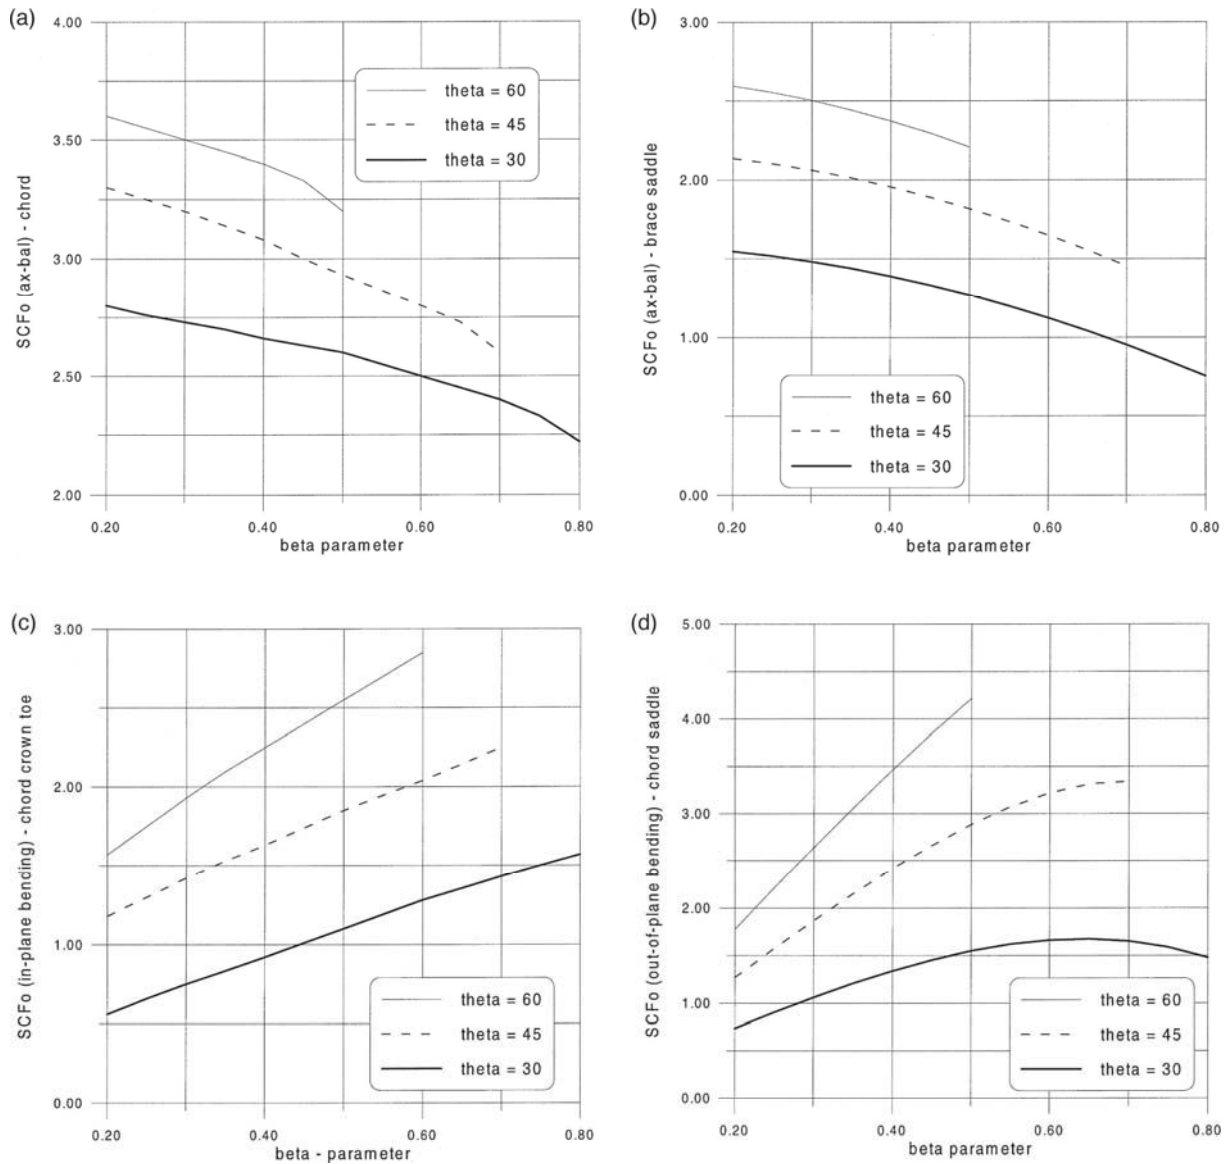 (a)
4.00
3.50
3.00
2.50
2.00
SCFo (ax-bal) - chord
theta = 60
theta = 45
theta = 30
0.20 0.40 0.60 0.80
beta parameter
(b)
3.00
2.00
1.00
0.00
SCFo (ax-bal) - brace saddle
theta = 60
theta = 45
theta = 30
0.20 0.40 0.60 0.80
beta parameter
(c)
3.00
2.00
1.00
0.00
SCFo (in-plane bending) - chord crown toe
theta = 60
theta = 45
theta = 30
0.20 0.40 0.60 0.80
beta - parameter
(d)
5.00
4.00
3.00
2.00
1.00
0.00
SCFo (out-of-plane bending) - chord saddle
theta = 60
theta = 45
theta = 30
0.20 0.40 0.60 0.80
beta parameter